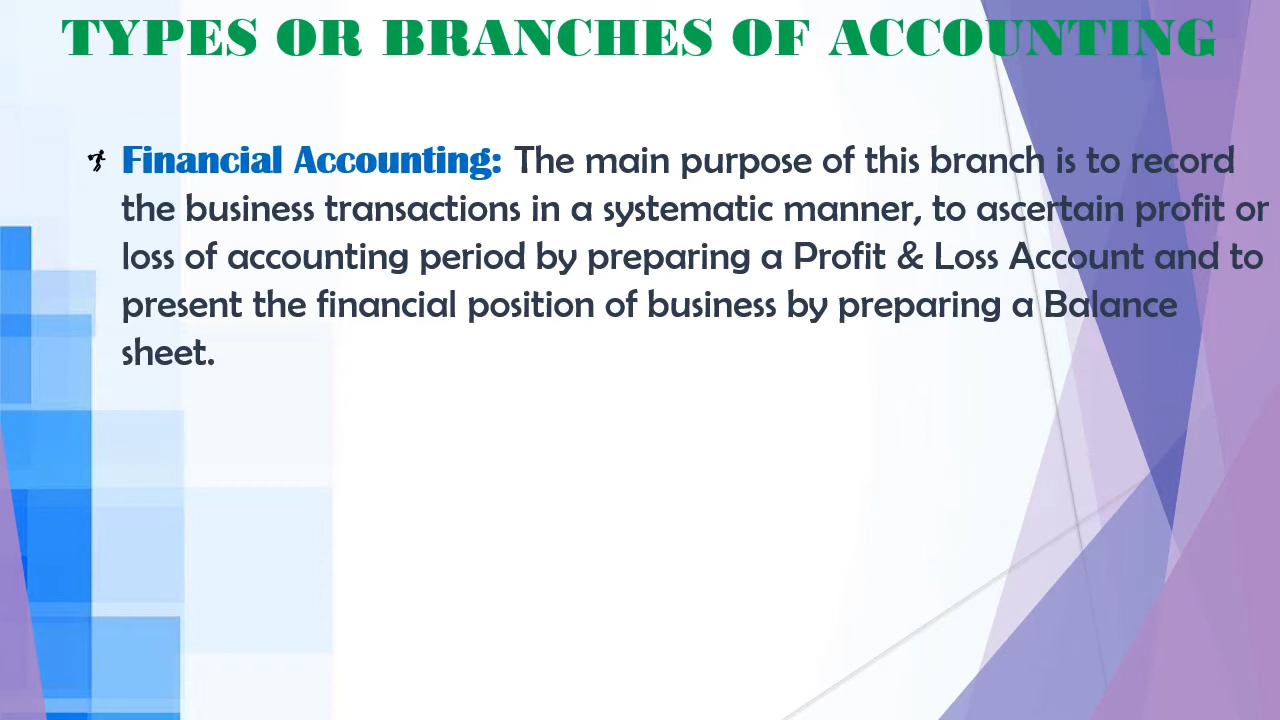 TYPES OR BRANCHES OF ACCOUNTING
Financial Accounting: The main purpose of this branch is to record
the business transactions in a systematic manner, to ascertain profit or
loss of accounting period by preparing a Profit & Loss Account and to
present the financial position of business by preparing a Balance
sheet.